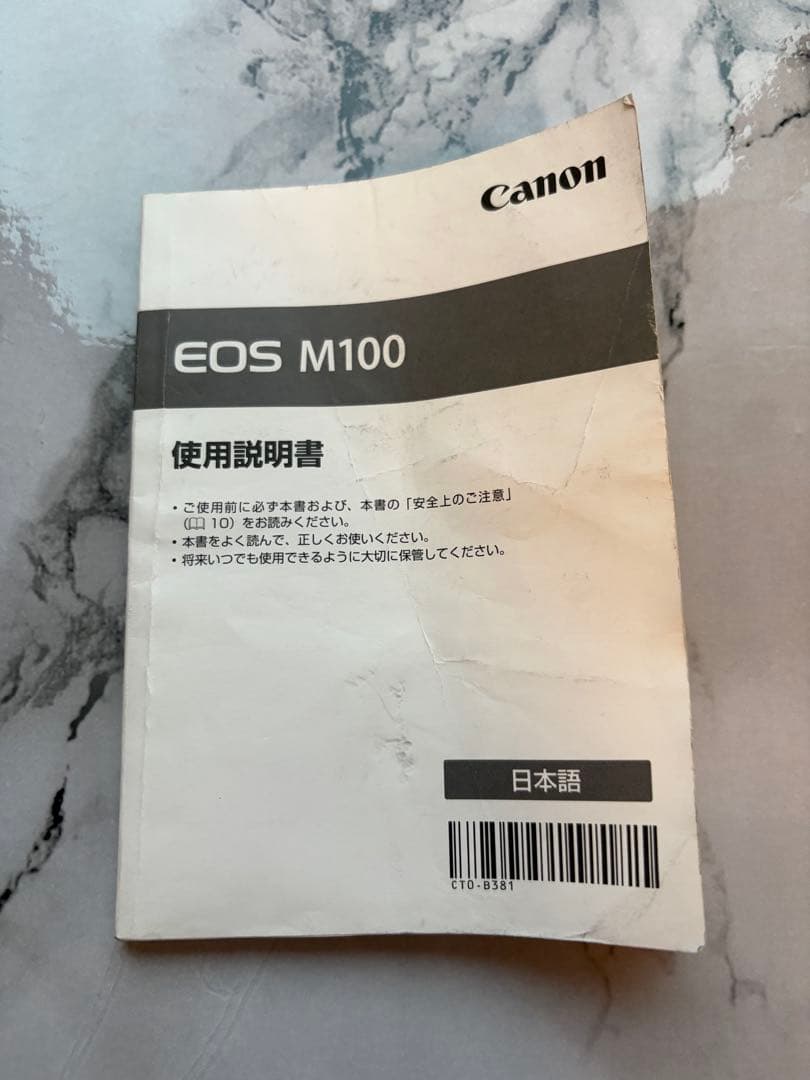 Canon
EOS M100
使用説明書
・ご使用前に必ず本書および、本書の「安全上のご注意」
（📖 10）をお読みください。
・本書をよく読んで、正しくお使いください。
・将来いつでも使用できるように大切に保管してください。
日本語
CT0-B381